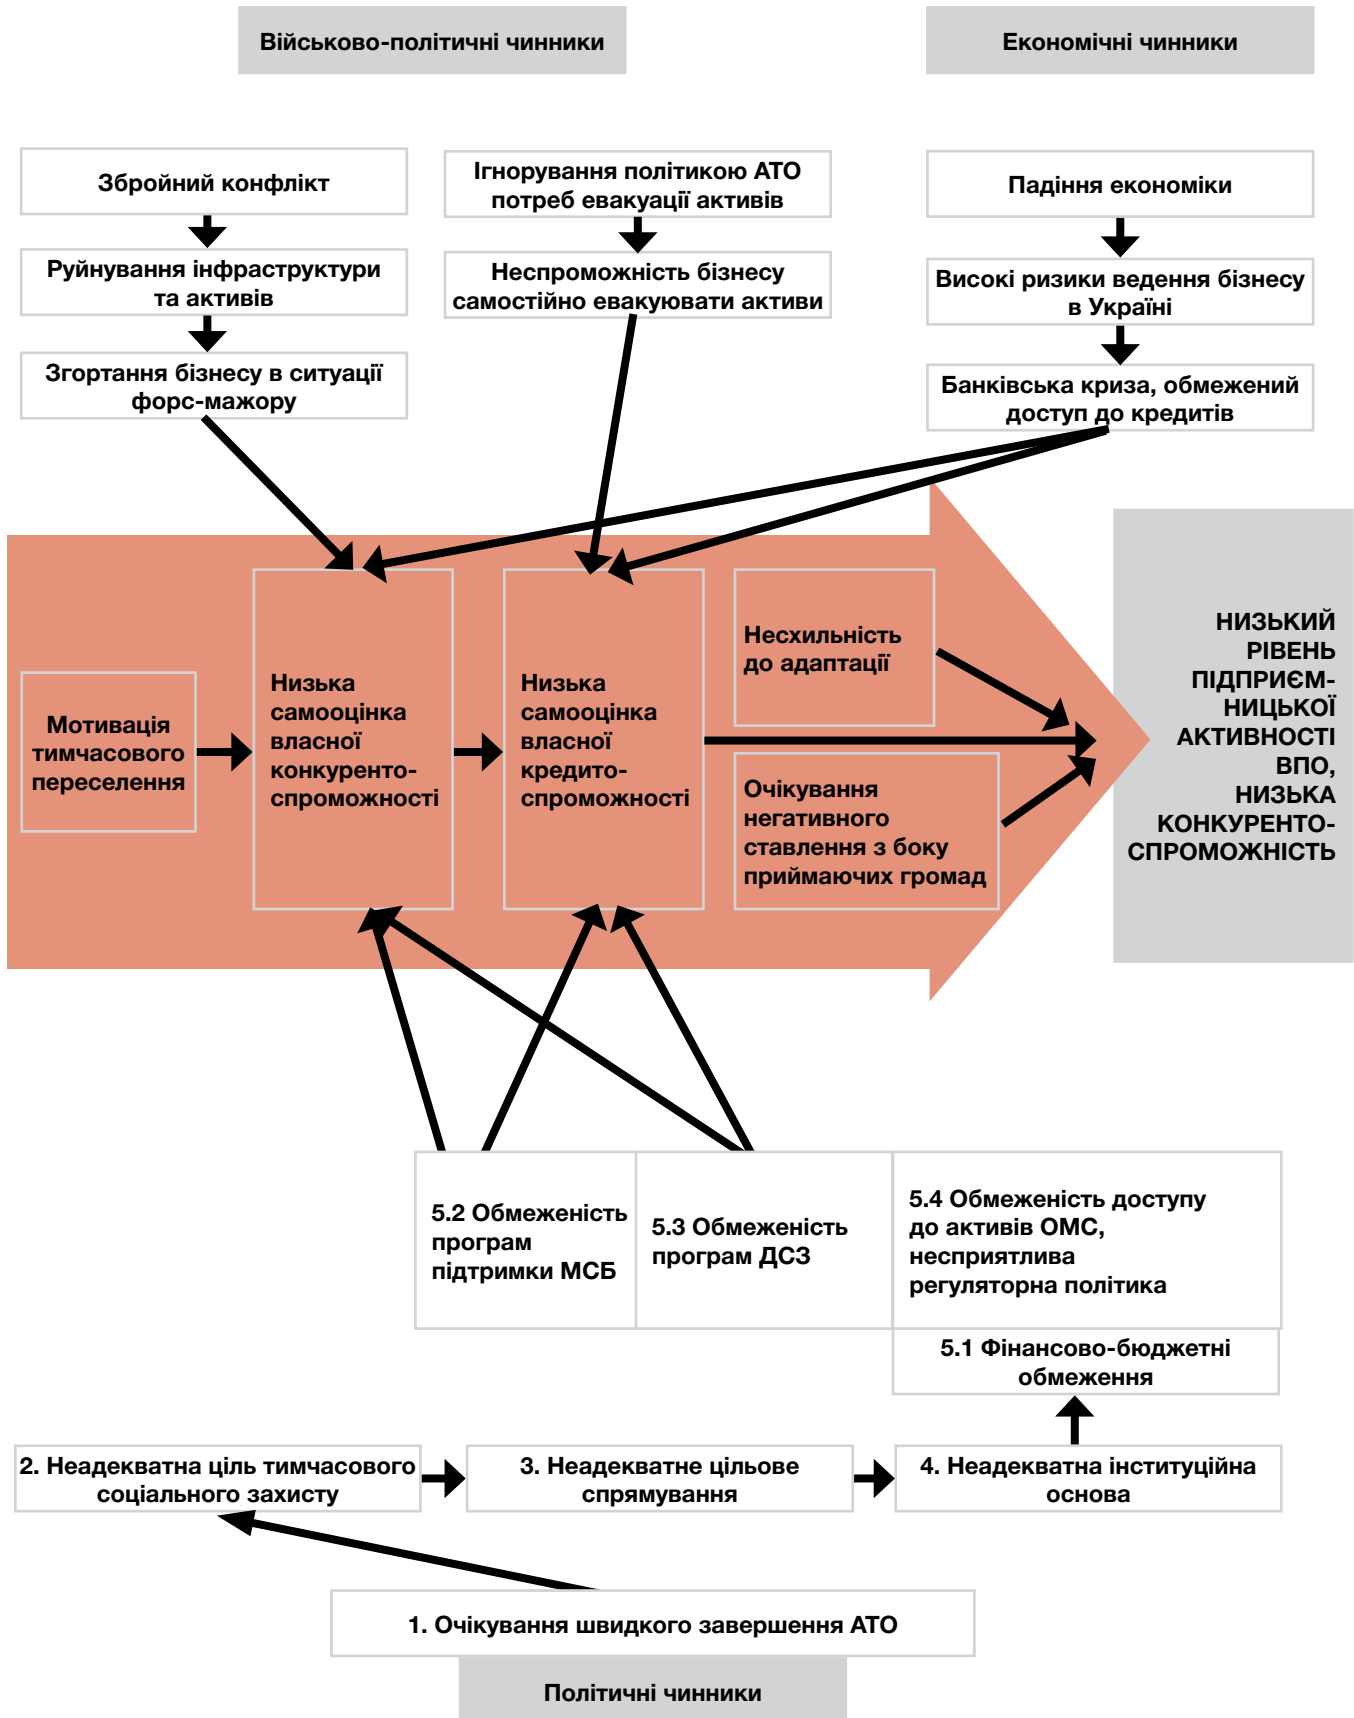 Військово-політичні чинники
Економічні чинники
Збройний конфлікт
Руйнування інфраструктури
та активів
Згортання бізнесу в ситуації
форс-мажору
Ігнорування політикою АТО
потреб евакуації активів
Неспроможність бізнесу
самостійно евакуювати активи
Падіння економіки
Високі ризики ведення бізнесу
в Україні
Банківська криза, обмежений
доступ до кредитів
Мотивація
тимчасового
переселення
Низька
самооцінка
власної
конкуренто-
спроможності
Низька
самооцінка
власної
кредито-
спроможності
Несхильність
до адаптації
Очікування
негативного
ставлення з боку
приймаючих громад
НИЗЬКИЙ
РІВЕНЬ
ПІДПРИЄМ-
НИЦЬКОЇ
АКТИВНОСТІ
ВПО,
НИЗЬКА
КОНКУРЕНТО-
СПРОМОЖНІСТЬ
5.2 Обмеженість
програм
підтримки МСБ
5.3 Обмеженість
програм ДСЗ
5.4 Обмеженість доступу
до активів ОМС,
несприятлива
регуляторна політика
5.1 Фінансово-бюджетні
обмеження
2. Неадекватна ціль тимчасового
соціального захисту
3. Неадекватне цільове
спрямування
4. Неадекватна інституційна
основа
1. Очікування швидкого завершення АТО
Політичні чинники